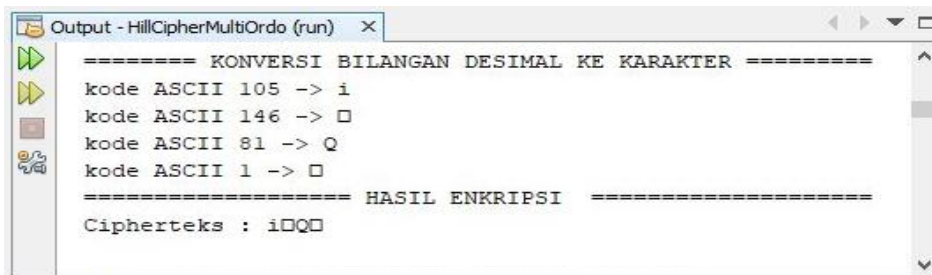 Output - HillCipherMultiOrdo (run)
======== KONVERSI BILANGAN DESIMAL KE KARAKTER =========
kode ASCII 105 -> i
kode ASCII 146 -> □
kode ASCII 81 -> Q
kode ASCII 1 -> □
=================== HASIL ENKRIPSI ====================
Cipherteks : i□Q□